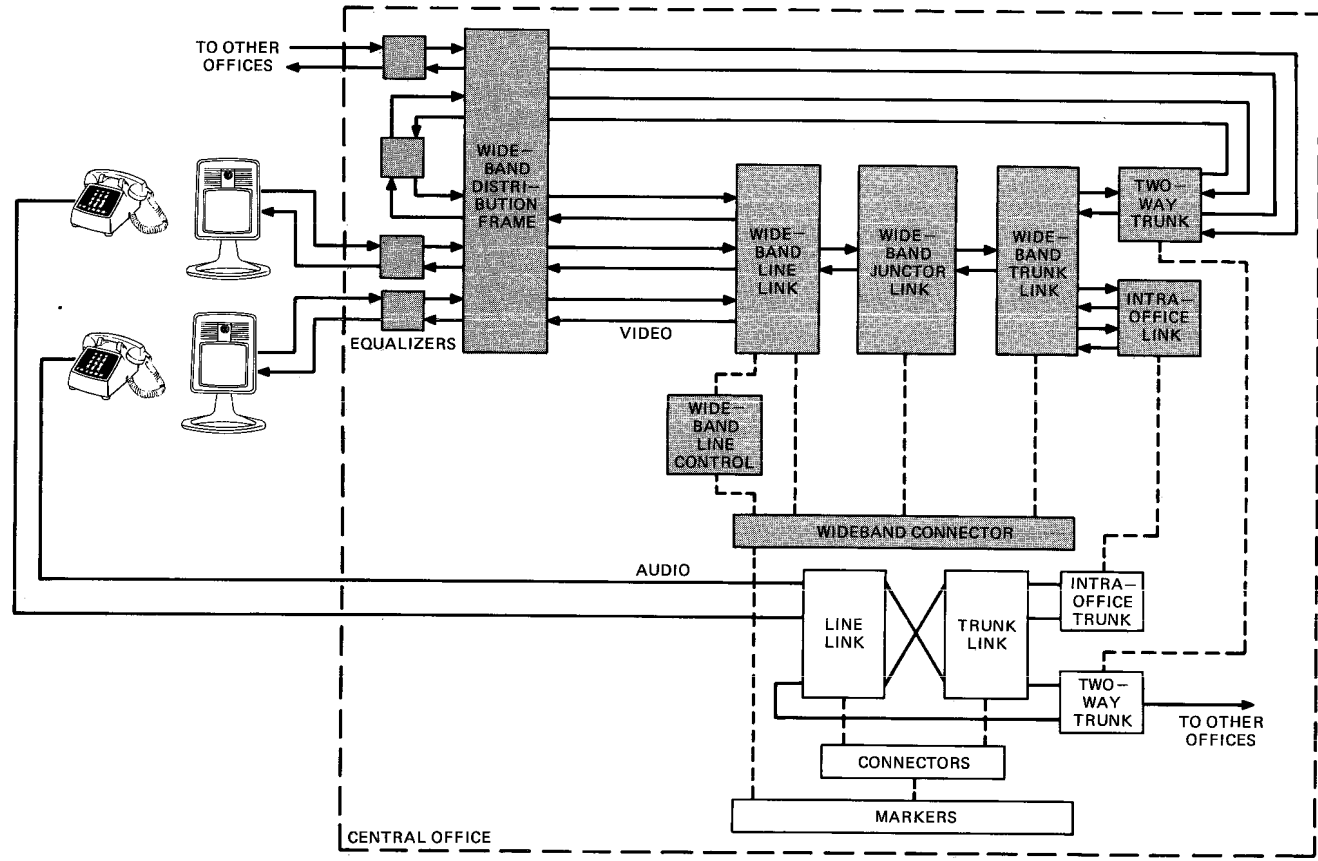 TO OTHER
OFFICES
WIDE—
BAND
DISTRI—
BUTION
FRAME
TWO—
WAY
TRUNK
WIDE—
BAND
LINE
LINK
WIDE—
BAND
JUNCTOR
LINK
WIDE—
BAND
TRUNK
LINK
INTRA—
OFFICE
LINK
EQUALIZERS
VIDEO
WIDE—
BAND
LINE
CONTROL
WIDEBAND CONNECTOR
AUDIO
LINE
LINK
TRUNK
LINK
INTRA—
OFFICE
TRUNK
TWO—
WAY
TRUNK
TO OTHER
OFFICES
CONNECTORS
MARKERS
CENTRAL OFFICE